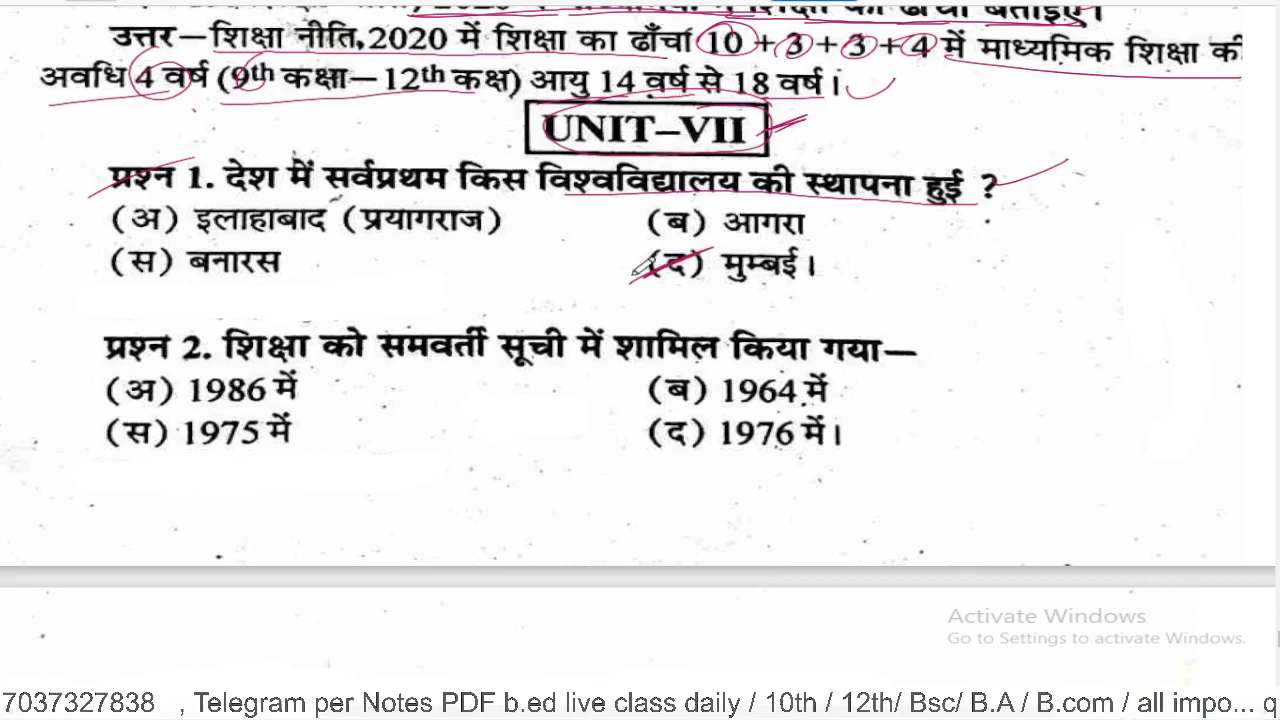 शिक्षा का ढाँचा बताइए।
उत्तर–शिक्षा नीति,2020 में शिक्षा का ढाँचां 10 + 3 + 3 + 4 में माध्यमिक शिक्षा की
अवधि 4 वर्ष (9th कक्षा– 12th कक्ष) आयु 14 वर्ष से 18 वर्ष।
UNIT–VII
प्रश्न 1. देश में सर्वप्रथम किस विश्वविद्यालय की स्थापना हुई ?
(अ) इलाहाबाद (प्रयागराज) (ब) आगरा
(स) बनारस (द) मुम्बई।
प्रश्न 2. शिक्षा को समवर्ती सूची में शामिल किया गया—
(अ) 1986 में (ब) 1964 में
(स) 1975 में (द) 1976 में।
Activate Windows
Go to Settings to activate Windows.
7037327838 , Telegram per Notes PDF b.ed live class daily / 10th / 12th/ Bsc/ B.A / B.com / all impo...